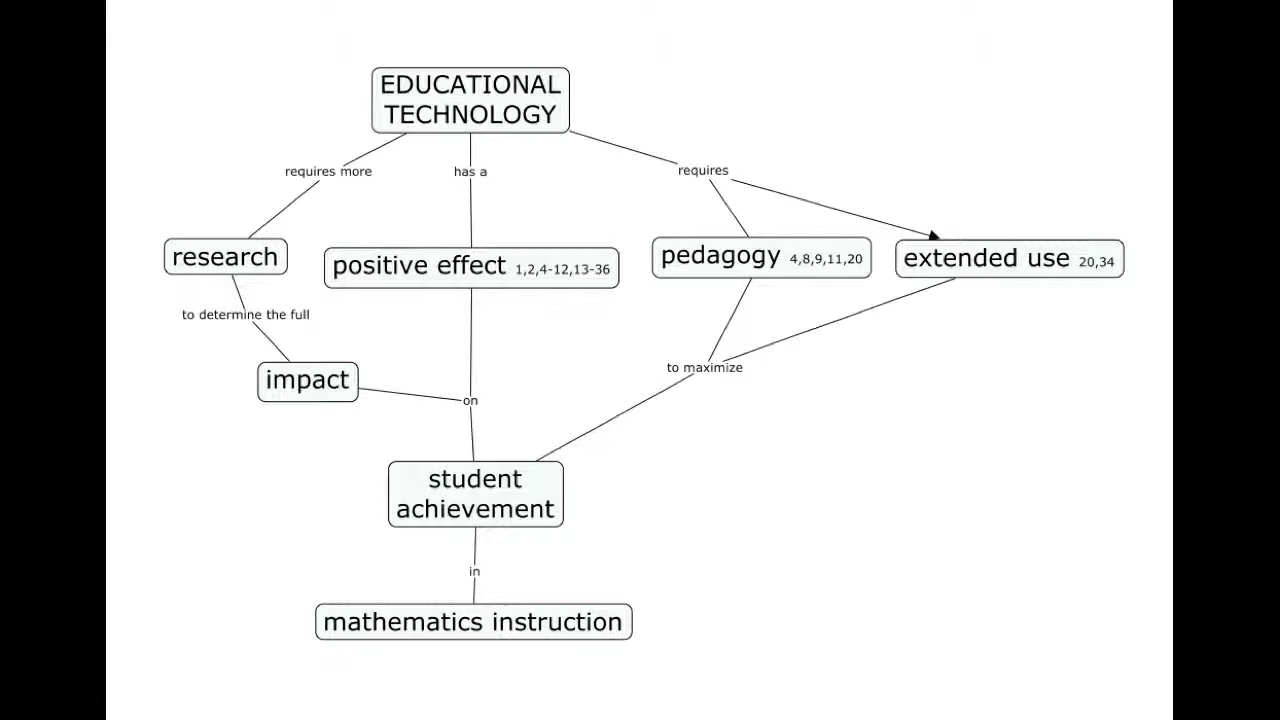 EDUCATIONAL
TECHNOLOGY
requires more
has a
requires
research
positive effect 1,2,4-12,13-36
pedagogy 4,8,9,11,20
extended use 20,34
to determine the full
impact
to maximize
on
student
achievement
in
mathematics instruction